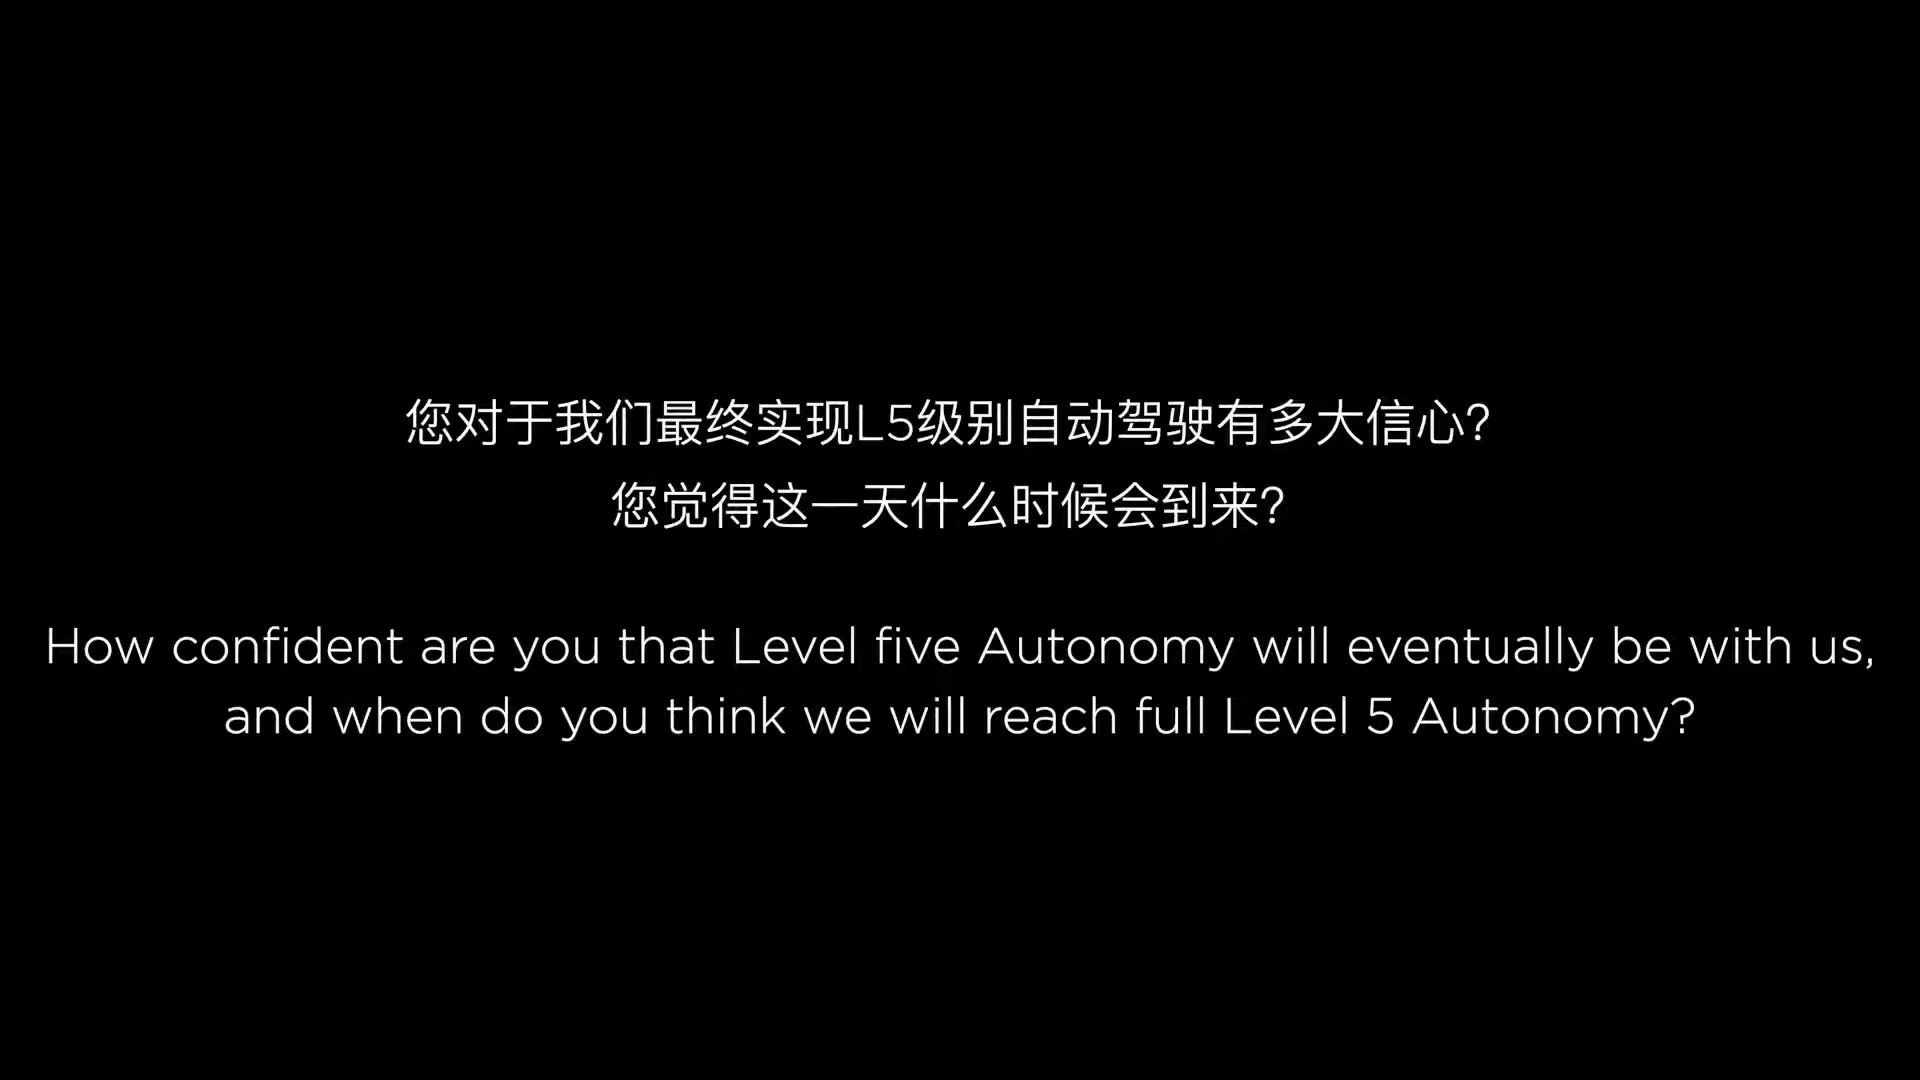 您对于我们最终实现L5级别自动驾驶有多大信心？
您觉得这一天什么时候会到来？
How confident are you that Level five Autonomy will eventually be with us,
and when do you think we will reach full Level 5 Autonomy?